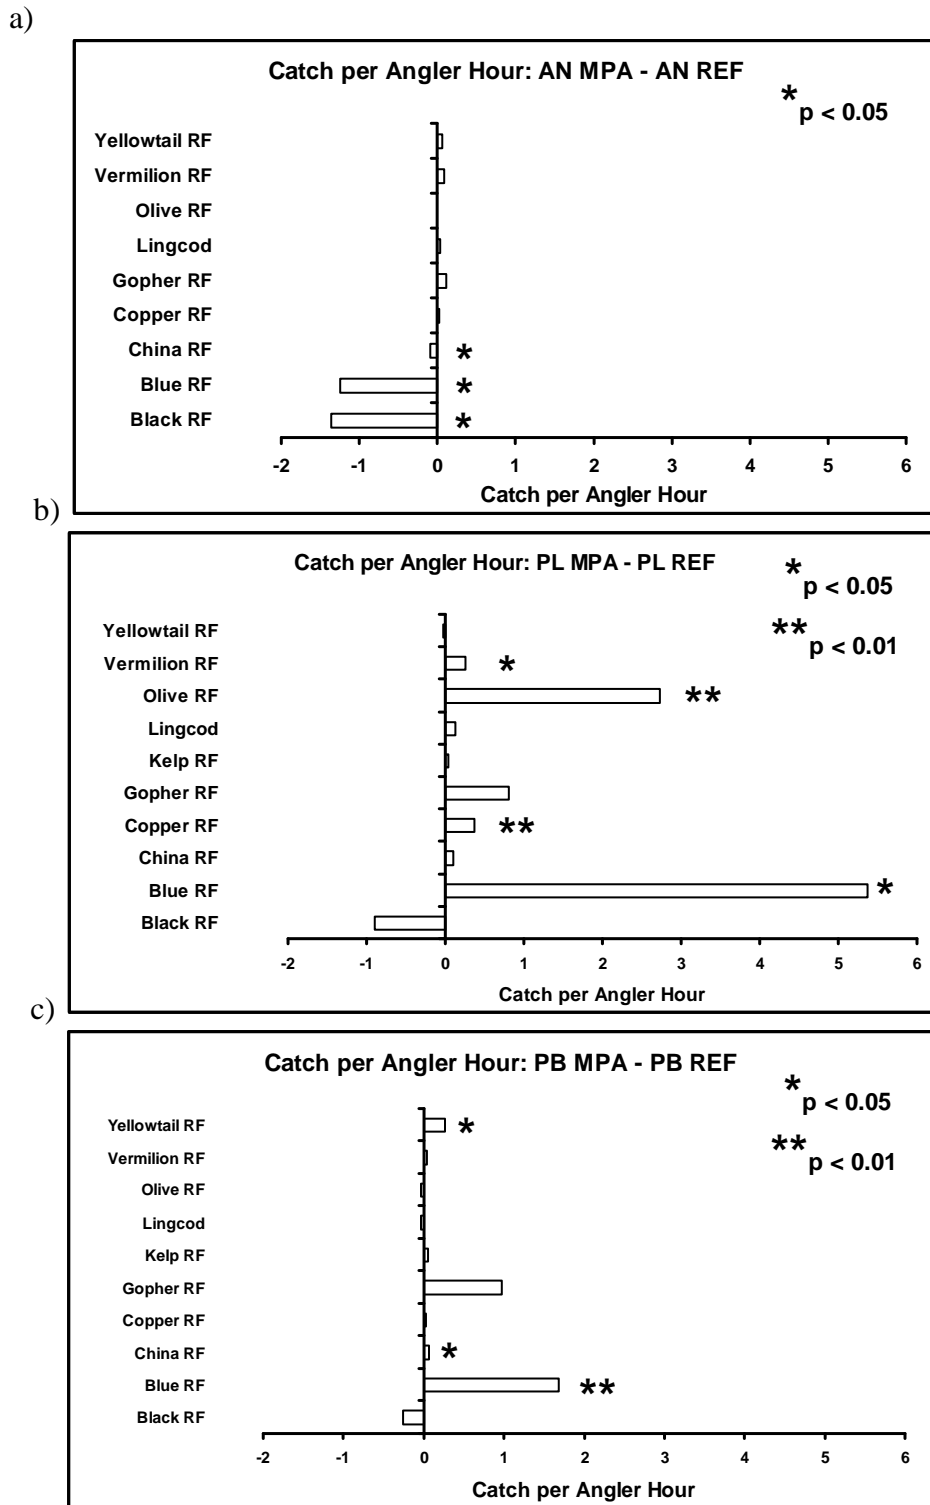 a)
Catch per Angler Hour: AN MPA - AN REF
*
p < 0.05
Yellowtail RF
Vermilion RF
Olive RF
Lingcod
Gopher RF
Copper RF
China RF *
Blue RF *
Black RF *
-2 -1 0 1 2 3 4 5 6
Catch per Angler Hour
b)
Catch per Angler Hour: PL MPA - PL REF
*
p < 0.05
**
p < 0.01
Yellowtail RF
Vermilion RF *
Olive RF **
Lingcod
Kelp RF
Gopher RF
Copper RF **
China RF
Blue RF *
Black RF
-2 -1 0 1 2 3 4 5 6
Catch per Angler Hour
c)
Catch per Angler Hour: PB MPA - PB REF
*
p < 0.05
**
p < 0.01
Yellowtail RF *
Vermilion RF
Olive RF
Lingcod
Kelp RF
Gopher RF
Copper RF
China RF *
Blue RF **
Black RF
-2 -1 0 1 2 3 4 5 6
Catch per Angler Hour